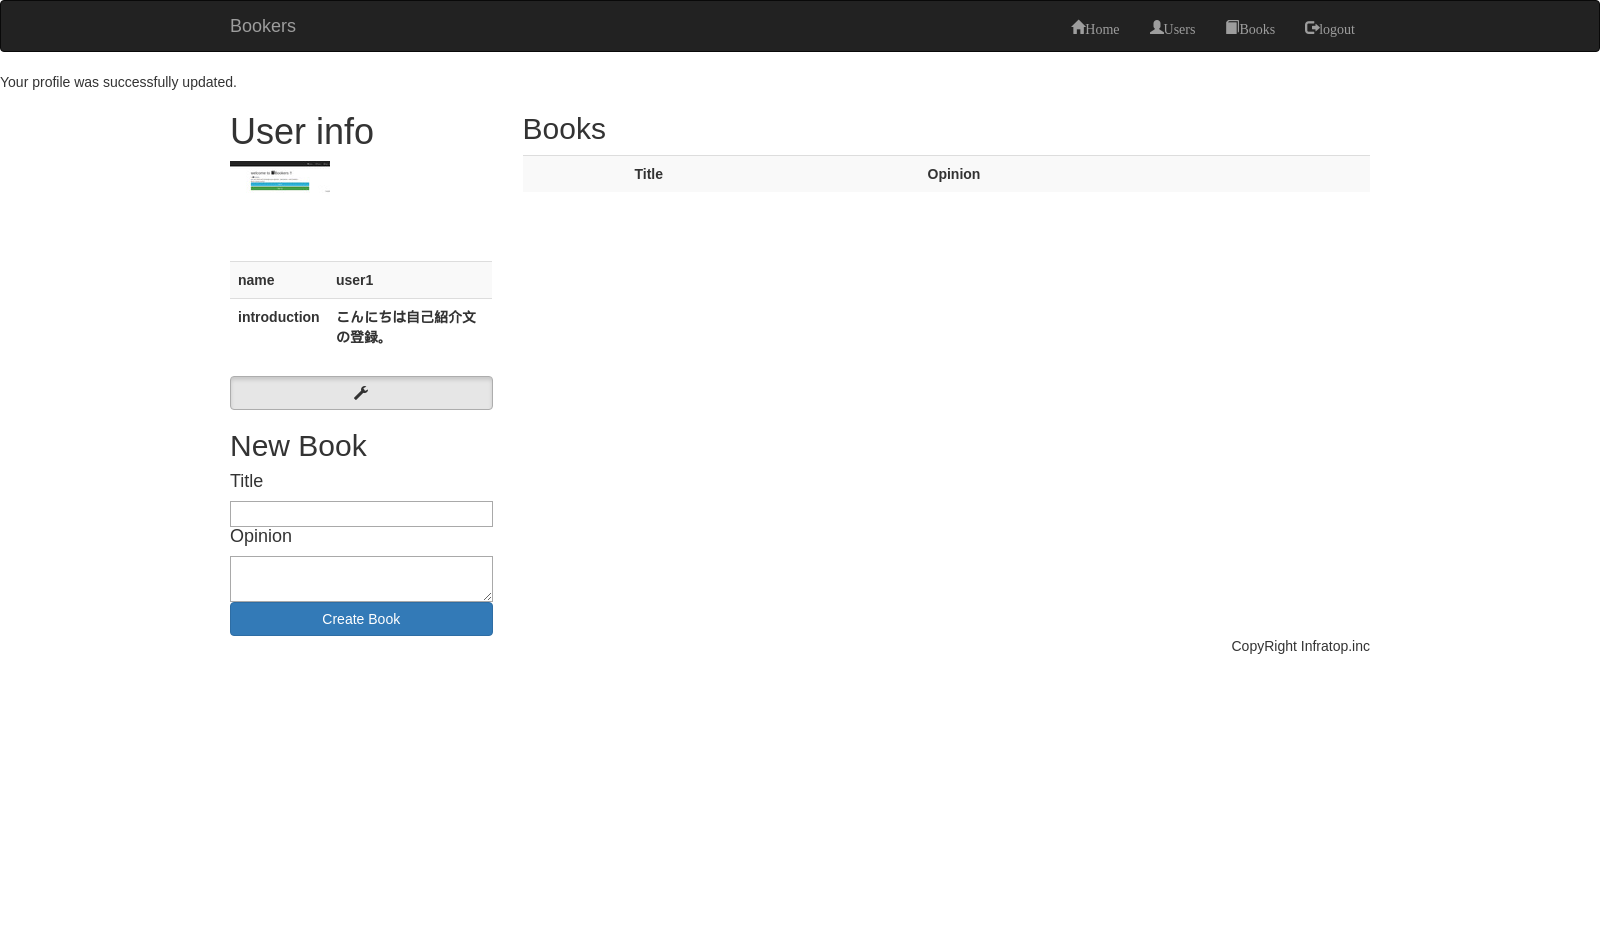 Bookers
Home Users Books logout
Your profile was successfully updated.
User info
name user1
introduction こんにちは自己紹介文
の登録。
New Book
Title
Opinion
Create Book
Books
Title Opinion
CopyRight Infratop.inc